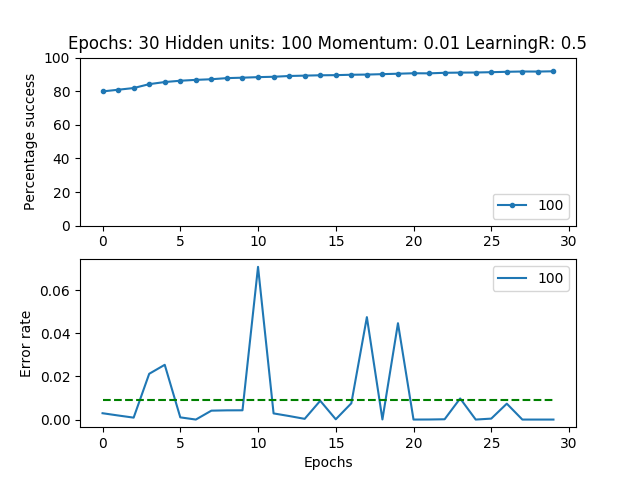 Epochs: 30 Hidden units: 100 Momentum: 0.01 LearningR: 0.5
Percentage success
100
80
60
40
20
0
100
0 5 10 15 20 25 30
Error rate
0.06
0.04
0.02
0.00
100
0 5 10 15 20 25 30
Epochs